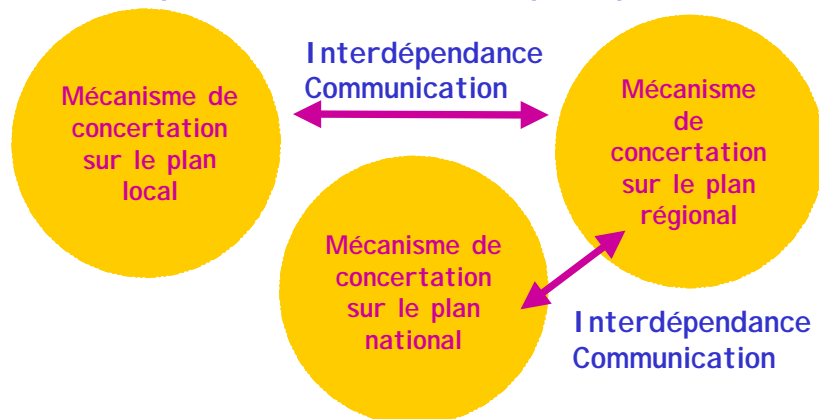 Interdépendance
Communication
Mécanisme de
concertation
sur le plan
local
Mécanisme
de
concertation
sur le plan
régional
Mécanisme de
concertation
sur le plan
national
Interdépendance
Communication